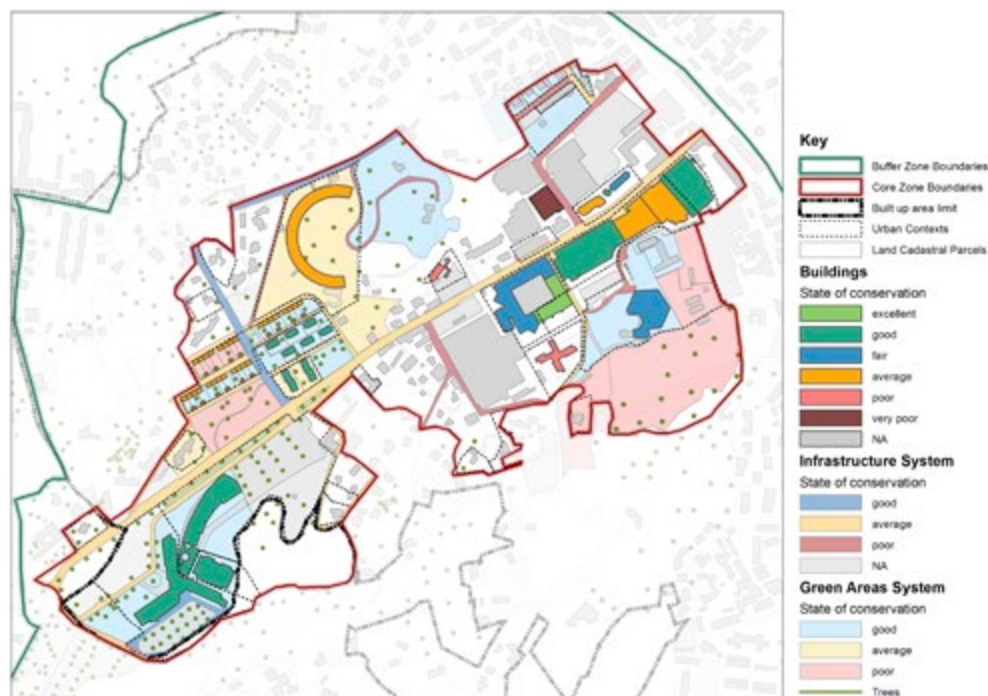 Key
Buffer Zone Boundaries
Core Zone Boundaries
Built up area limit
Urban Contexts
Land Cadastral Parcels
Buildings
State of conservation
excellent
good
fair
average
poor
very poor
NA
Infrastructure System
State of conservation
good
average
poor
NA
Green Areas System
State of conservation
good
average
poor
Trees